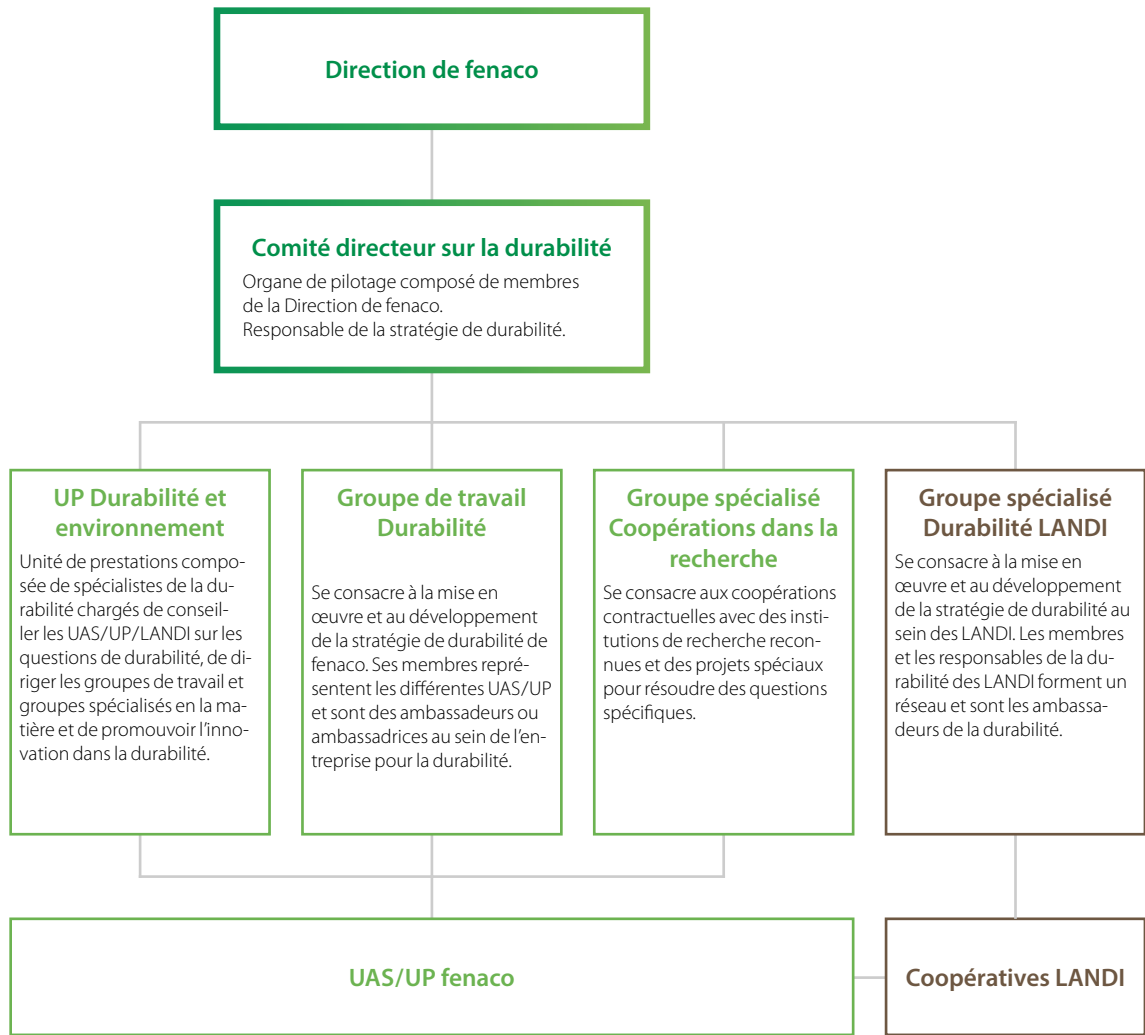 Direction de fenaco
Comité directeur sur la durabilité
Organe de pilotage composé de membres
de la Direction de fenaco.
Responsable de la stratégie de durabilité.
UP Durabilité et
environnement
Unité de prestations compo-
sée de spécialistes de la du-
rabilité chargés de conseil-
ler les UAS/UP/LANDI sur les
questions de durabilité, de di-
riger les groupes de travail et
groupes spécialisés en la ma-
tière et de promouvoir l’inno-
vation dans la durabilité.
Groupe de travail
Durabilité
Se consacre à la mise en
œuvre et au développement
de la stratégie de durabilité de
fenaco. Ses membres repré-
sentent les différentes UAS/UP
et sont des ambassadeurs ou
ambassadrices au sein de l’en-
treprise pour la durabilité.
Groupe spécialisé
Coopérations dans la
recherche
Se consacre aux coopérations
contractuelles avec des insti-
tutions de recherche recon-
nues et des projets spéciaux
pour résoudre des questions
spécifiques.
Groupe spécialisé
Durabilité LANDI
Se consacre à la mise en
œuvre et au développement
de la stratégie de durabilité au
sein des LANDI. Les membres
et les responsables de la du-
rabilité des LANDI forment un
réseau et sont les ambassa-
deurs de la durabilité.
UAS/UP fenaco
Coopératives LANDI